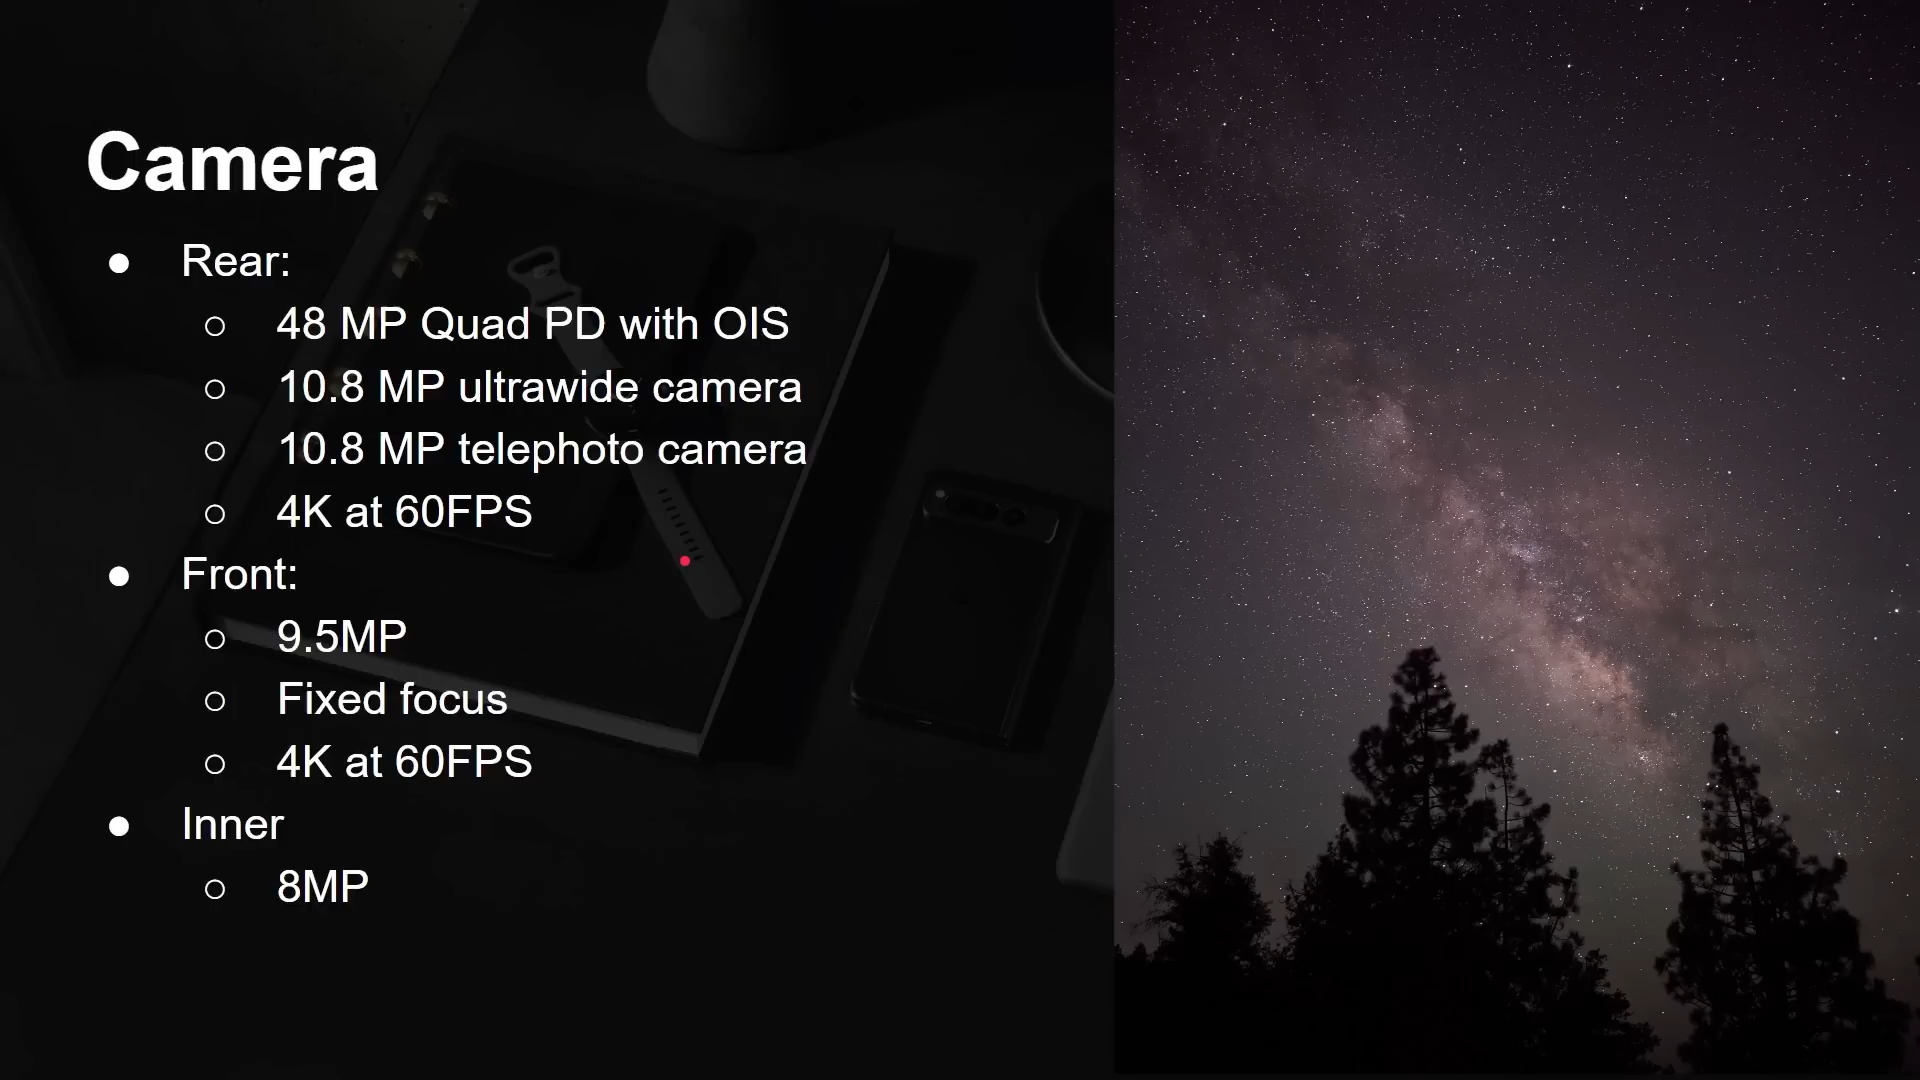 Camera
● Rear:
○ 48 MP Quad PD with OIS
○ 10.8 MP ultrawide camera
○ 10.8 MP telephoto camera
○ 4K at 60FPS
● Front:
○ 9.5MP
○ Fixed focus
○ 4K at 60FPS
● Inner
○ 8MP